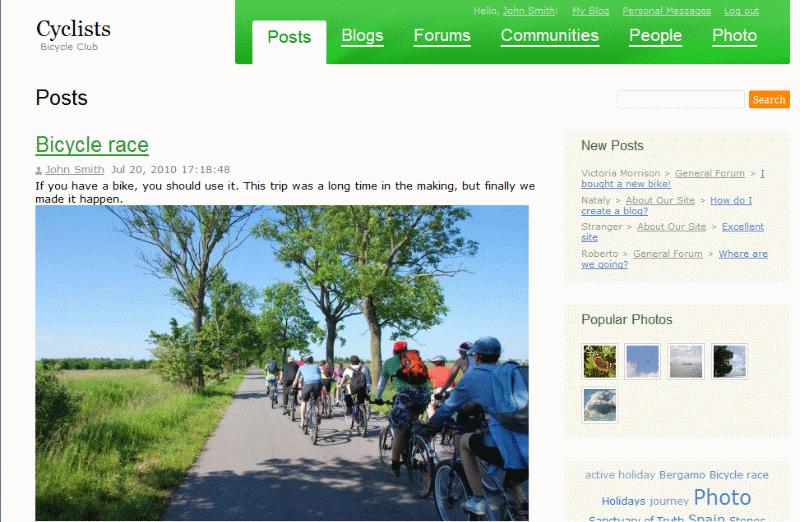 Cyclists
Bicycle Club
Hello, John Smith! My Blog Personal Messages Log out
Posts Blogs Forums Communities People Photo
Posts
Search
Bicycle race
John Smith Jul 20, 2010 17:18:48
If you have a bike, you should use it. This trip was a long time in the making, but finally we
made it happen.
New Posts
Victoria Morrison > General Forum > I
bought a new bike!
Nataly > About Our Site > How do I
create a blog?
Stranger > About Our Site > Excellent
site
Roberto > General Forum > Where are
we going?
Popular Photos
active holiday Bergamo Bicycle race
Holidays journey Photo
Sanctuary of Truth Spain Stones